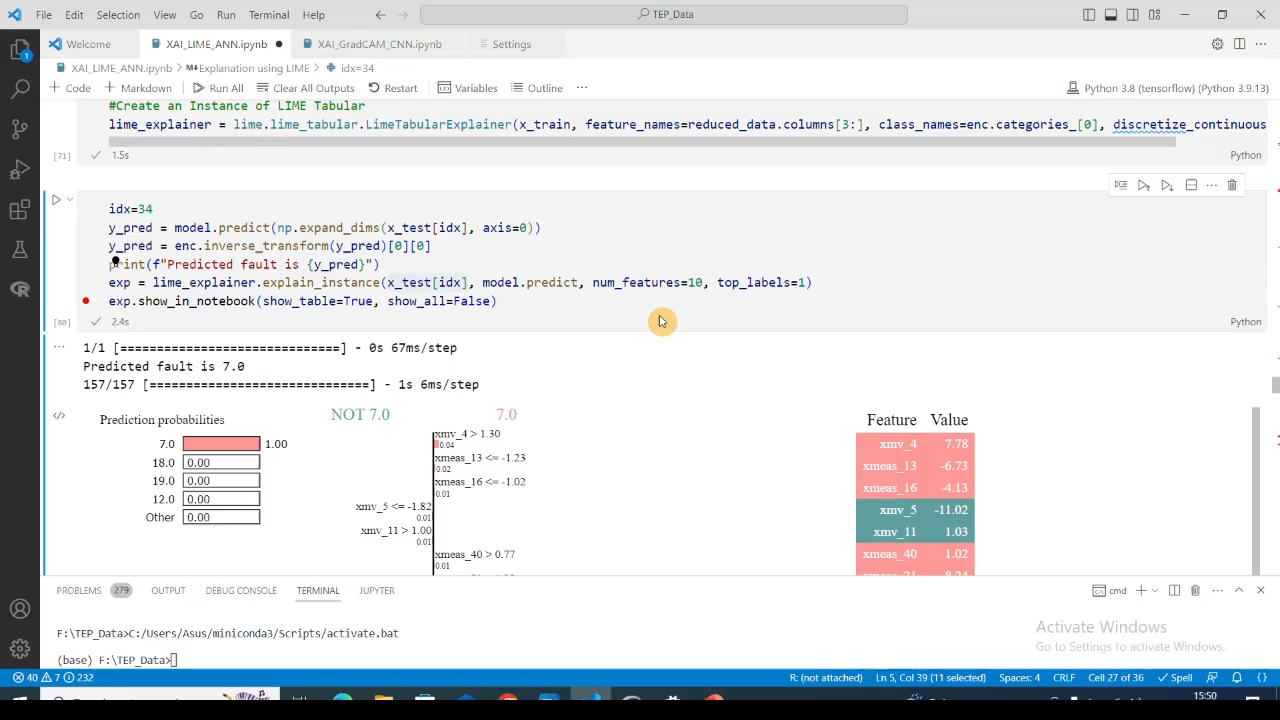 File Edit Selection View Go Run Terminal Help
TEP_Data
Welcome
XAI_LIME_ANN.ipynb
XAI_GradCAM_CNN.ipynb
Settings
XAI_LIME_ANN.ipynb > M↓Explanation using LIME > idx=34
+ Code + Markdown Run All Clear All Outputs Restart Variables Outline ··· Python 3.8 (tensorflow) (Python 3.9.13)
#Create an Instance of LIME Tabular
lime_explainer = lime.lime_tabular.LimeTabularExplainer(x_train, feature_names=reduced_data.columns[3:], class_names=enc.categories_[0], discretize_continuous
[71] 1.5s Python
idx=34
y_pred = model.predict(np.expand_dims(x_test[idx], axis=0))
y_pred = enc.inverse_transform(y_pred)[0][0]
print(f"Predicted fault is {y_pred}")
exp = lime_explainer.explain_instance(x_test[idx], model.predict, num_features=10, top_labels=1)
exp.show_in_notebook(show_table=True, show_all=False)
[80] 2.4s Python
1/1 [==============================] - 0s 67ms/step
Predicted fault is 7.0
157/157 [==============================] - 1s 6ms/step
Prediction probabilities
7.0 1.00
18.0 0.00
19.0 0.00
12.0 0.00
Other 0.00
NOT 7.0 7.0
xmv_4 > 1.30
0.04
xmeas_13 <= -1.23
0.02
xmeas_16 <= -1.02
0.01
xmv_5 <= -1.82
0.01
xmv_11 > 1.00
0.01
xmeas_40 > 0.77
0.01
Feature Value
xmv_4 7.78
xmeas_13 -6.73
xmeas_16 -4.13
xmv_5 -11.02
xmv_11 1.03
xmeas_40 1.02
PROBLEMS 279 OUTPUT DEBUG CONSOLE TERMINAL JUPYTER
cmd
F:\TEP_Data>C:/Users/Asus/miniconda3/Scripts/activate.bat
(base) F:\TEP_Data>
Activate Windows
Go to Settings to activate Windows.
40 7 232 R: (not attached) Ln 5, Col 39 (11 selected) Spaces: 4 CRLF Cell 27 of 36 Spell
15:50